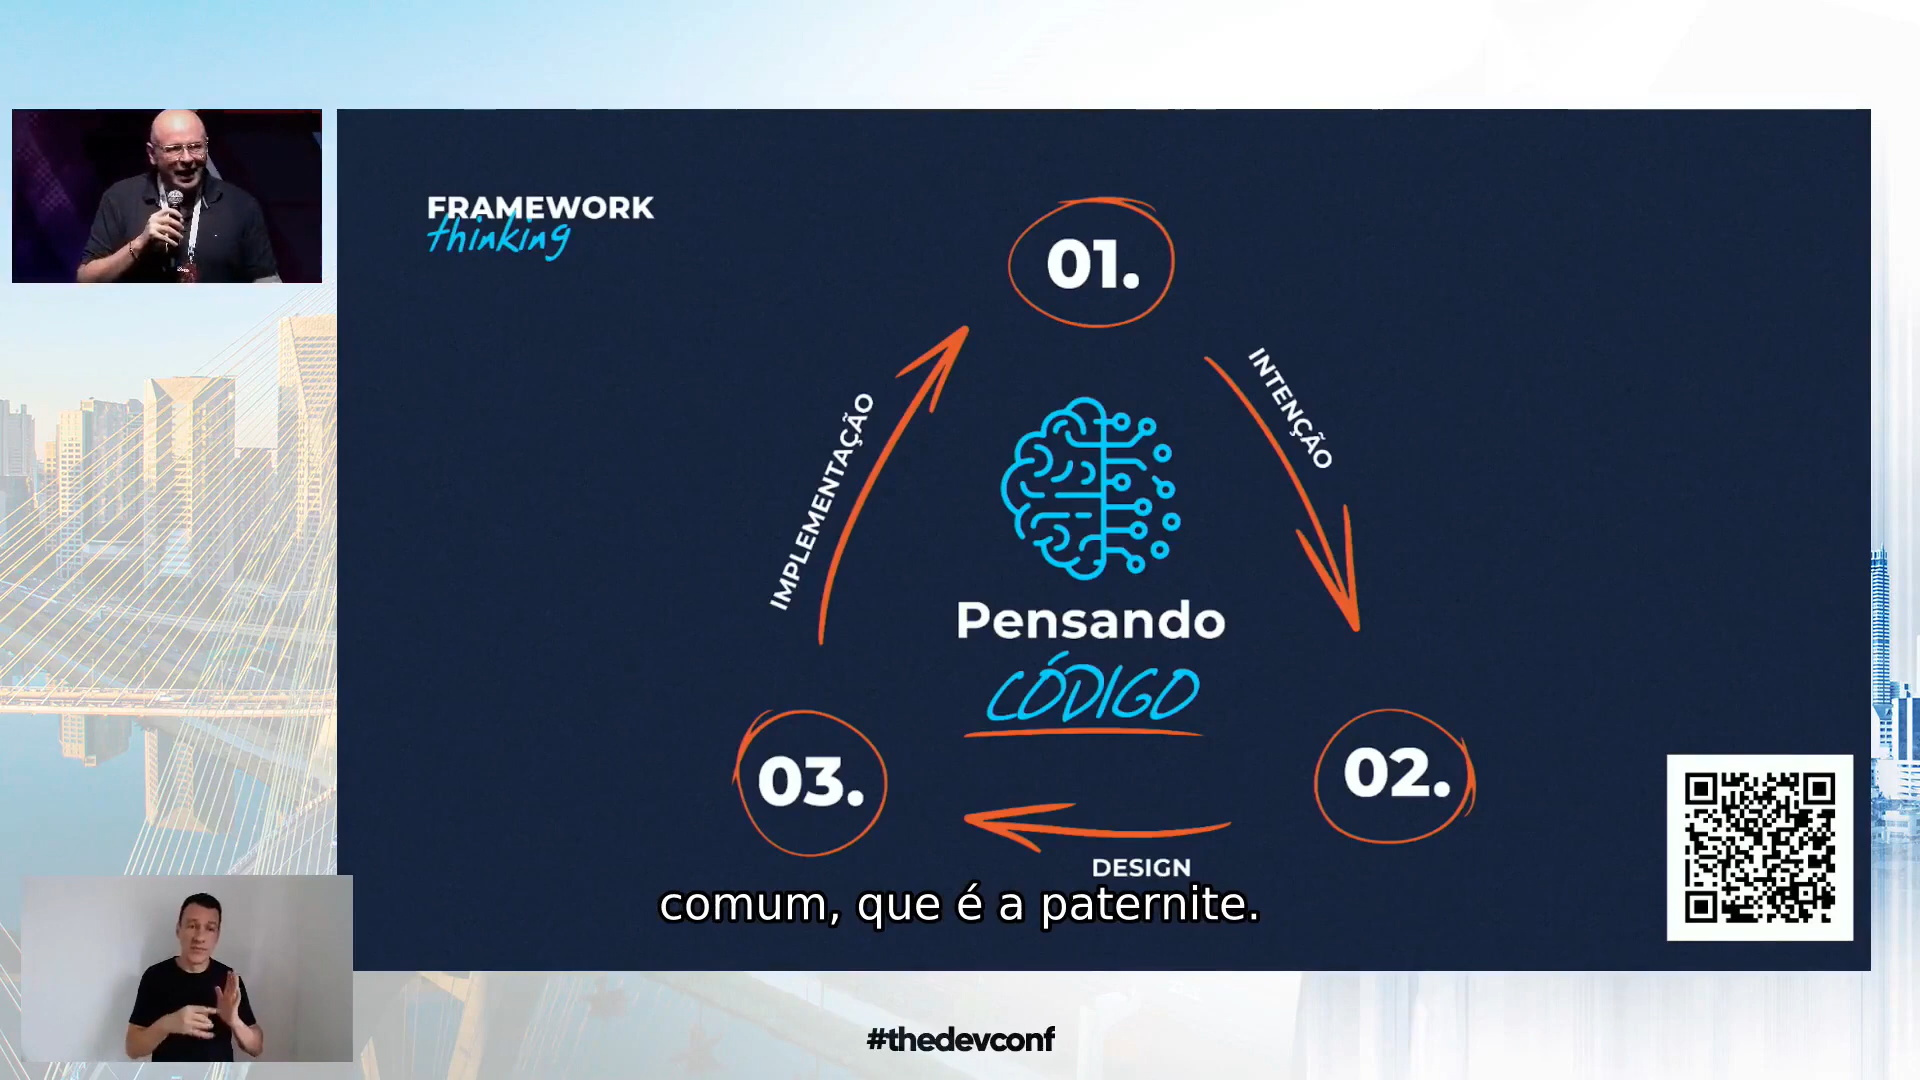 FRAMEWORK
thinking
01.
INTENÇÃO
IMPLEMENTAÇÃO
Pensando
CÓDIGO
03.
02.
DESIGN
comum, que é a paternite.
#thedevconf